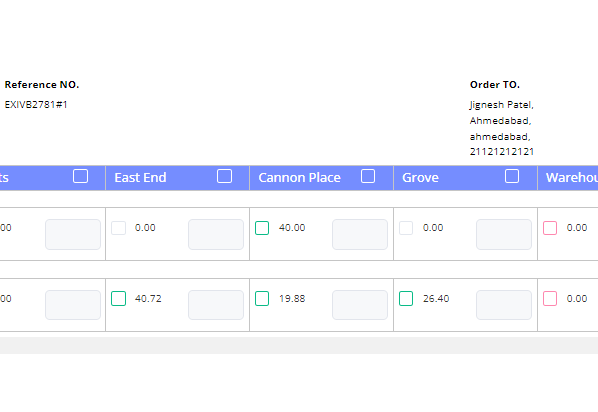 Reference NO.
EXIVB2781#1
Order TO.
Jignesh Patel,
Ahmedabad,
ahmedabad,
21121212121
ts East End Cannon Place Grove Warehou
00 0.00 40.00 0.00 0.00
00 40.72 19.88 26.40 0.00